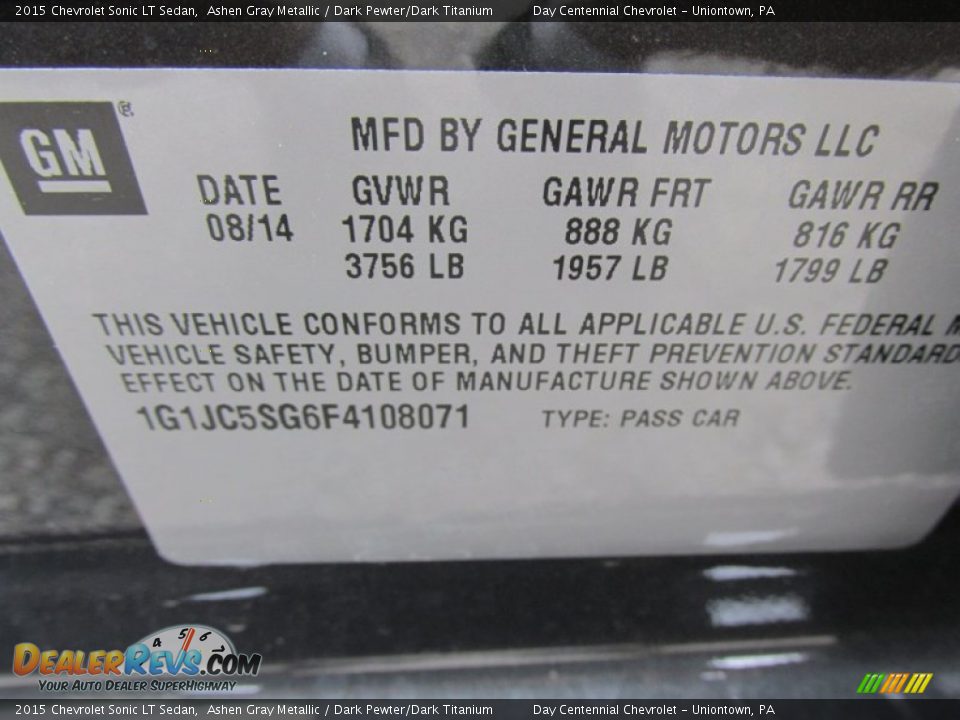 2015 Chevrolet Sonic LT Sedan, Ashen Gray Metallic / Dark Pewter/Dark Titanium Day Centennial Chevrolet - Uniontown, PA
GM ®
MFD BY GENERAL MOTORS LLC
DATE GVWR GAWR FRT GAWR RR
08/14 1704 KG 888 KG 816 KG
3756 LB 1957 LB 1799 LB
THIS VEHICLE CONFORMS TO ALL APPLICABLE U.S. FEDERAL M
VEHICLE SAFETY, BUMPER, AND THEFT PREVENTION STANDARD
EFFECT ON THE DATE OF MANUFACTURE SHOWN ABOVE.
1G1JC5SG6F4108071 TYPE: PASS CAR
4 5 6
DealerRevs.com
Your Auto Dealer SuperHighway
2015 Chevrolet Sonic LT Sedan, Ashen Gray Metallic / Dark Pewter/Dark Titanium Day Centennial Chevrolet - Uniontown, PA